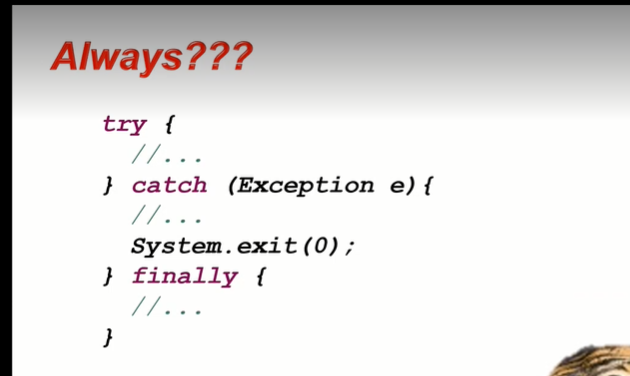 Always???
try {
//...
} catch (Exception e){
//...
System.exit(0);
} finally {
//...
}